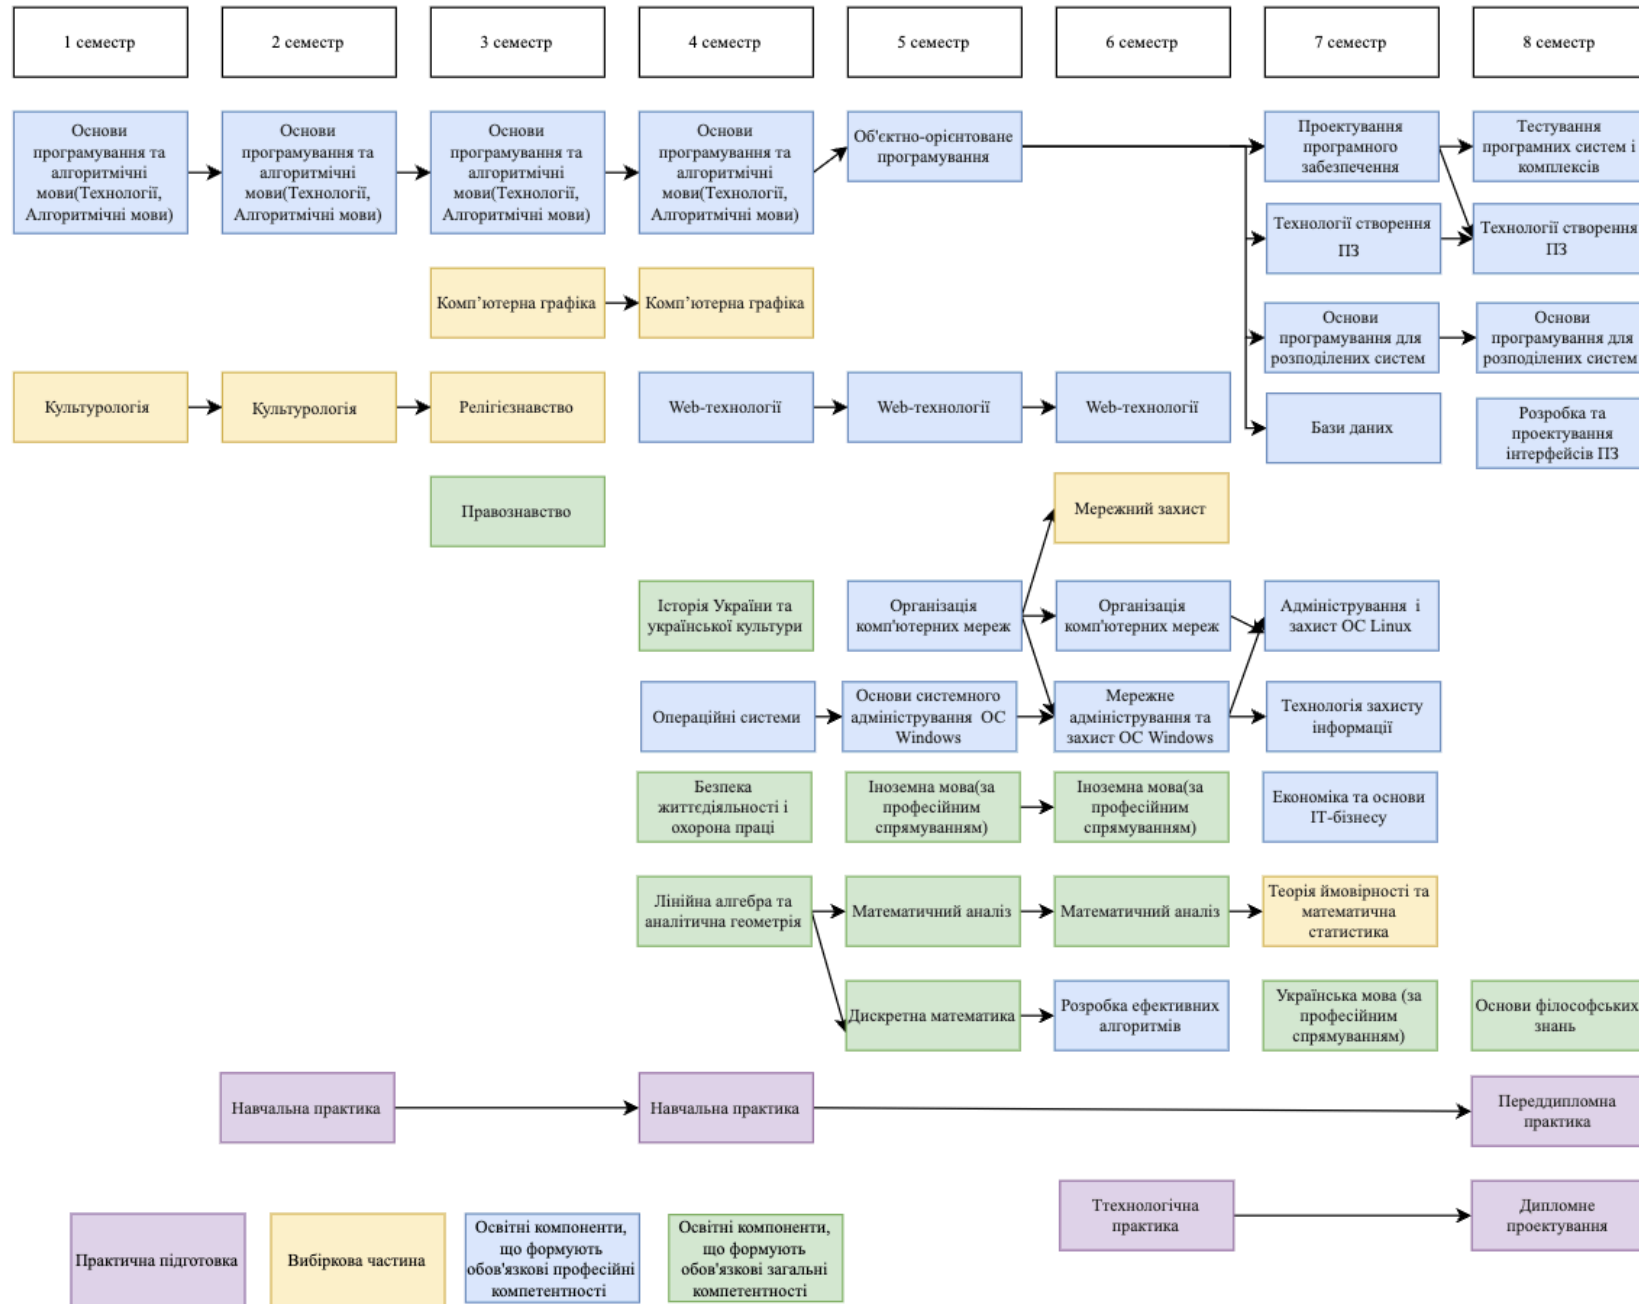 1 семестр
2 семестр
3 семестр
4 семестр
5 семестр
6 семестр
7 семестр
8 семестр
Основи
програмування та
алгоритмічні
мови(Технології,
Алгоритмічні мови)
Основи
програмування та
алгоритмічні
мови(Технології,
Алгоритмічні мови)
Основи
програмування та
алгоритмічні
мови(Технології,
Алгоритмічні мови)
Основи
програмування та
алгоритмічні
мови(Технології,
Алгоритмічні мови)
Об'єктно-орієнтоване
програмування
Проектування
програмного
забезпечення
Тестування
програмних систем і
комплексів
Технології створення
ПЗ
Технології створення
ПЗ
Комп’ютерна графіка
Комп’ютерна графіка
Основи
програмування для
розподілених систем
Основи
програмування для
розподілених систем
Культурологія
Культурологія
Релігієзнавство
Web-технології
Web-технології
Web-технології
Бази даних
Розробка та
проектування
інтерфейсів ПЗ
Правознавство
Мережний захист
Історія України та
української культури
Організація
комп'ютерних мереж
Організація
комп'ютерних мереж
Адміністрування і
захист ОС Linux
Операційні системи
Основи системного
адміністрування ОС
Windows
Мережне
адміністрування та
захист ОС Windows
Технологія захисту
інформації
Безпека
життєдіяльності і
охорона праці
Іноземна мова(за
професійним
спрямуванням)
Іноземна мова(за
професійним
спрямуванням)
Економіка та основи
ІТ-бізнесу
Лінійна алгебра та
аналітична геометрія
Математичний аналіз
Математичний аналіз
Теорія ймовірності та
математична
статистика
Дискретна математика
Розробка ефективних
алгоритмів
Українська мова (за
професійним
спрямуванням)
Основи філософських
знань
Навчальна практика
Навчальна практика
Переддипломна
практика
Ттехнологічна
практика
Дипломне
проектування
Практична підготовка
Вибіркова частина
Освітні компоненти,
що формують
обов'язкові професійні
компетентності
Освітні компоненти,
що формують
обов'язкові загальні
компетентності